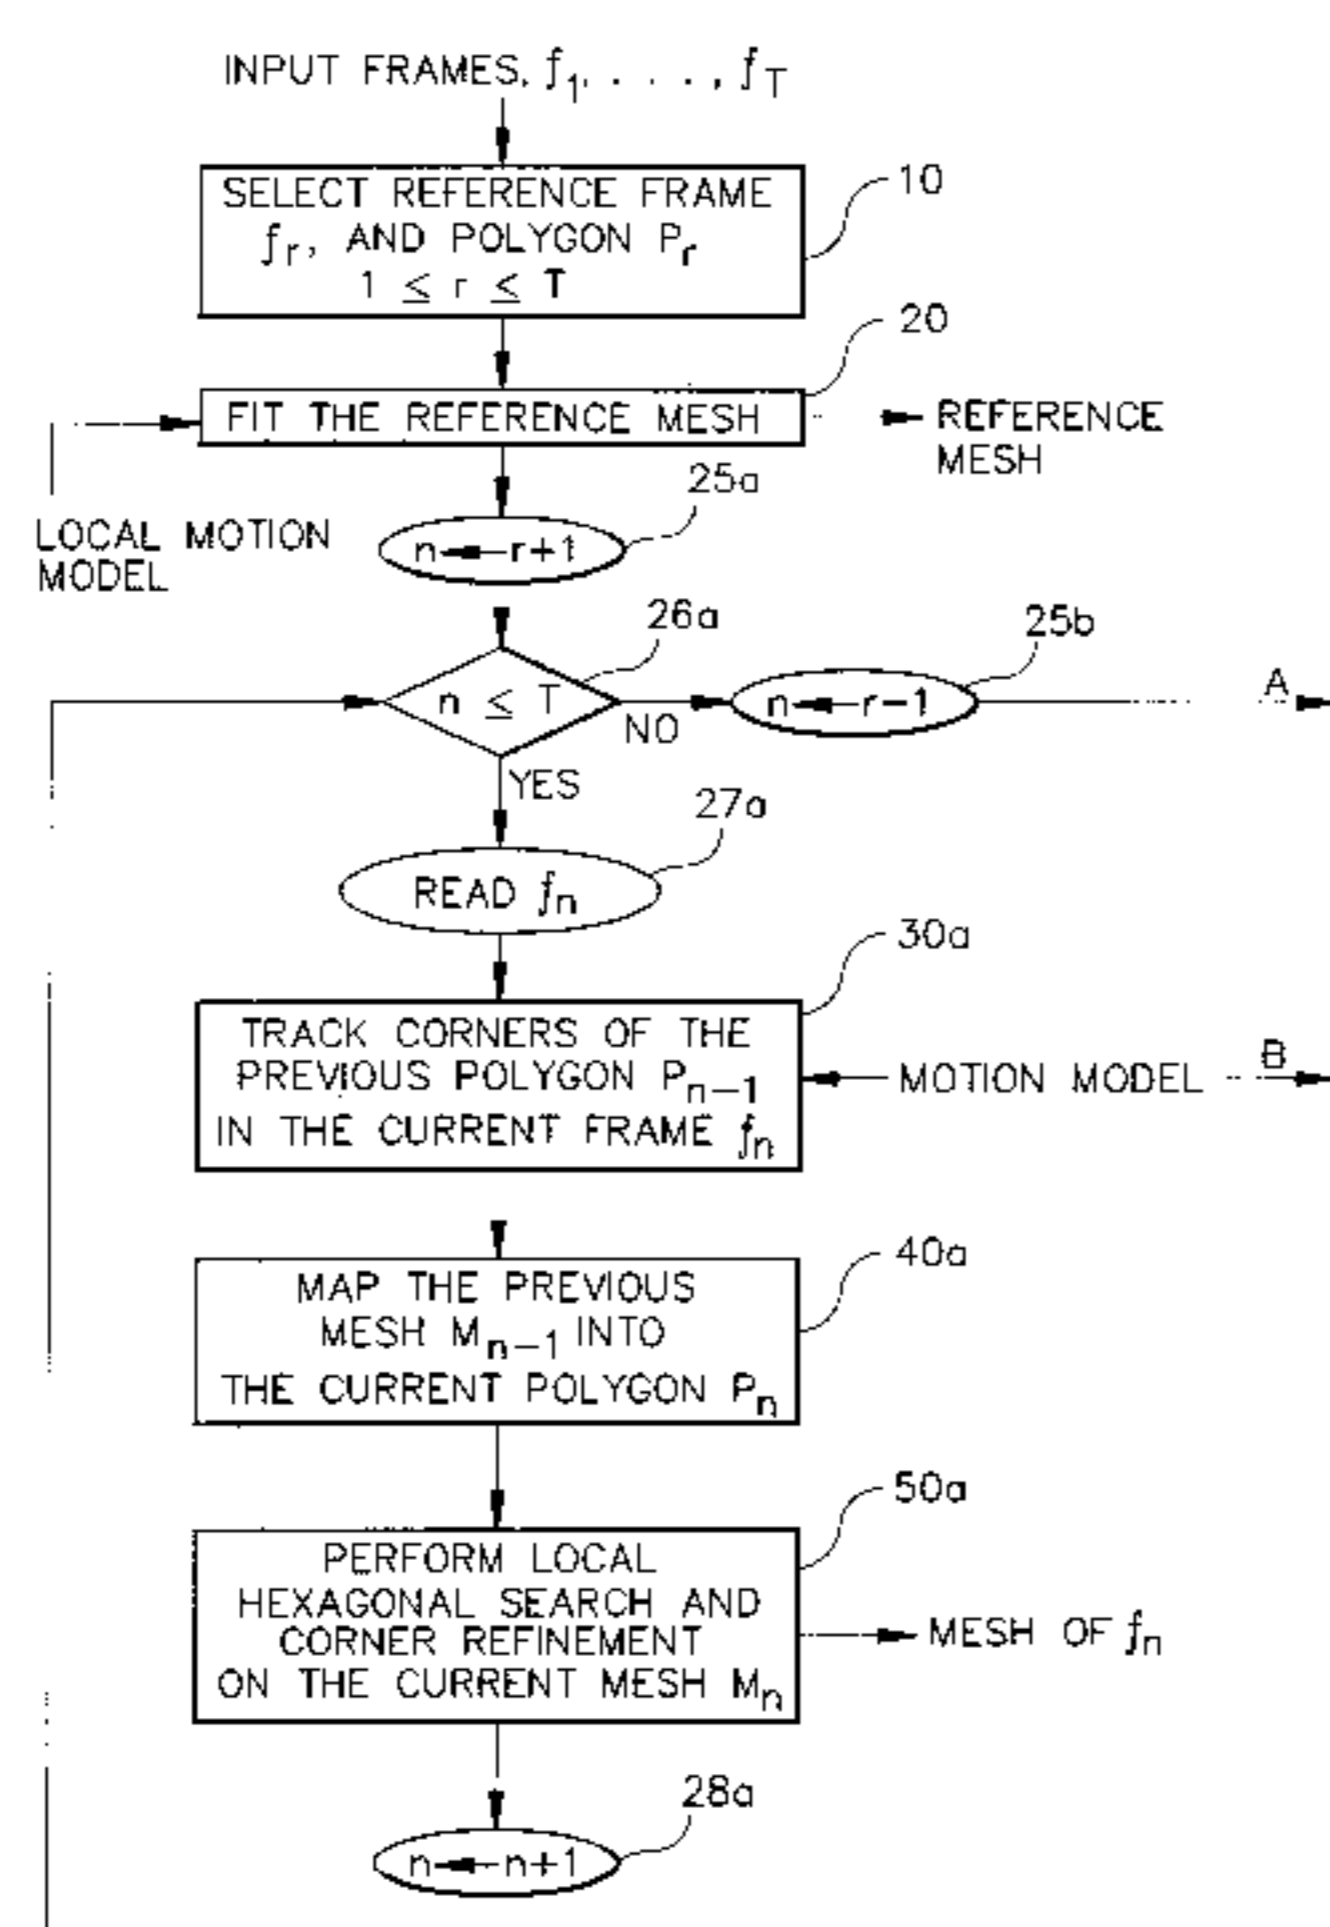 INPUT FRAMES, f1, . . . , fT
SELECT REFERENCE FRAME
fr, AND POLYGON Pr
1 ≤ r ≤ T
10
20
FIT THE REFERENCE MESH
REFERENCE
MESH
LOCAL MOTION
MODEL
25a
n←r+1
26a
n ≤ T
NO
25b
n←r−1
A
YES
27a
READ fn
30a
TRACK CORNERS OF THE
PREVIOUS POLYGON Pn−1
IN THE CURRENT FRAME fn
MOTION MODEL
B
40a
MAP THE PREVIOUS
MESH Mn−1 INTO
THE CURRENT POLYGON Pn
50a
PERFORM LOCAL
HEXAGONAL SEARCH AND
CORNER REFINEMENT
ON THE CURRENT MESH Mn
MESH OF fn
28a
n←n+1